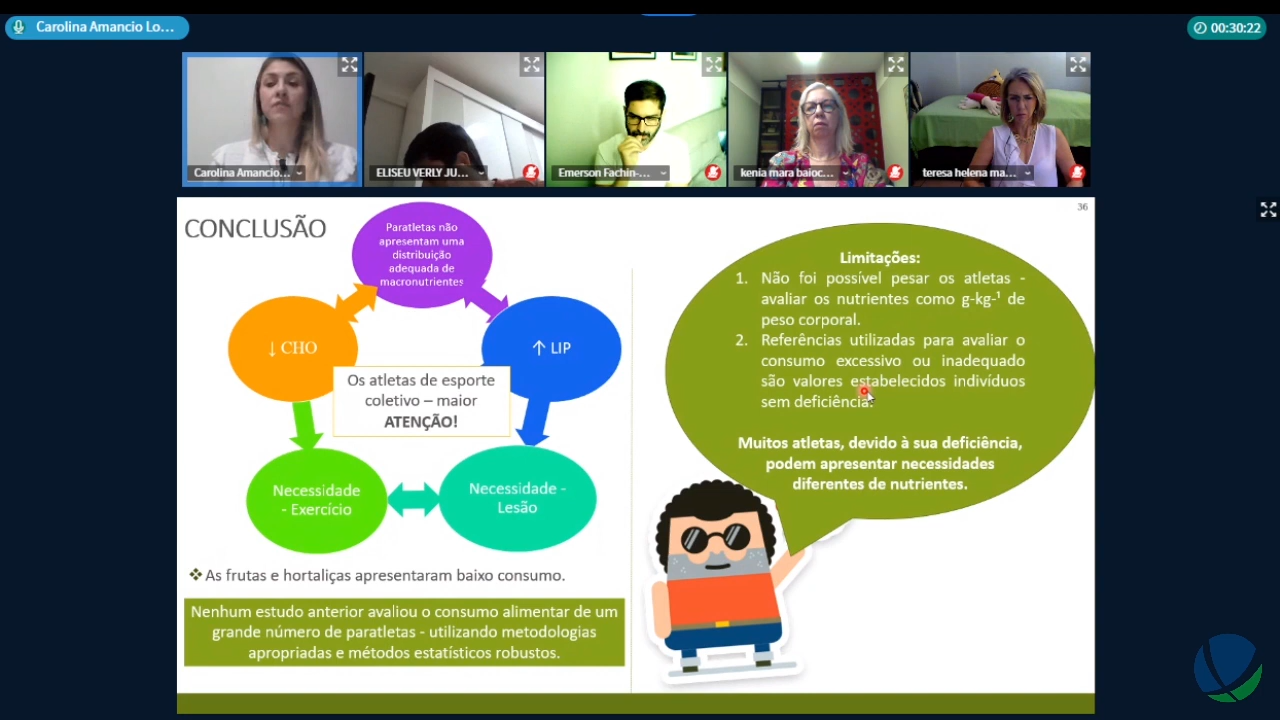 Carolina Amancio Lo...
00:30:22
Carolina Amancio...
ELISEU VERLY JU...
Emerson Fachin-...
kenia mara baioc...
teresa helena ma...
36
CONCLUSÃO
Paratletas não
apresentam uma
distribuição
adequada de
macronutrientes
↓ CHO
↑ LIP
Os atletas de esporte
coletivo – maior
ATENÇÃO!
Necessidade
- Exercício
Necessidade -
Lesão
❖As frutas e hortaliças apresentaram baixo consumo.
Nenhum estudo anterior avaliou o consumo alimentar de um
grande número de paratletas - utilizando metodologias
apropriadas e métodos estatísticos robustos.
Limitações:
1. Não foi possível pesar os atletas -
avaliar os nutrientes como g-kg-¹ de
peso corporal.
2. Referências utilizadas para avaliar o
consumo excessivo ou inadequado
são valores estabelecidos indivíduos
sem deficiência.
Muitos atletas, devido à sua deficiência,
podem apresentar necessidades
diferentes de nutrientes.